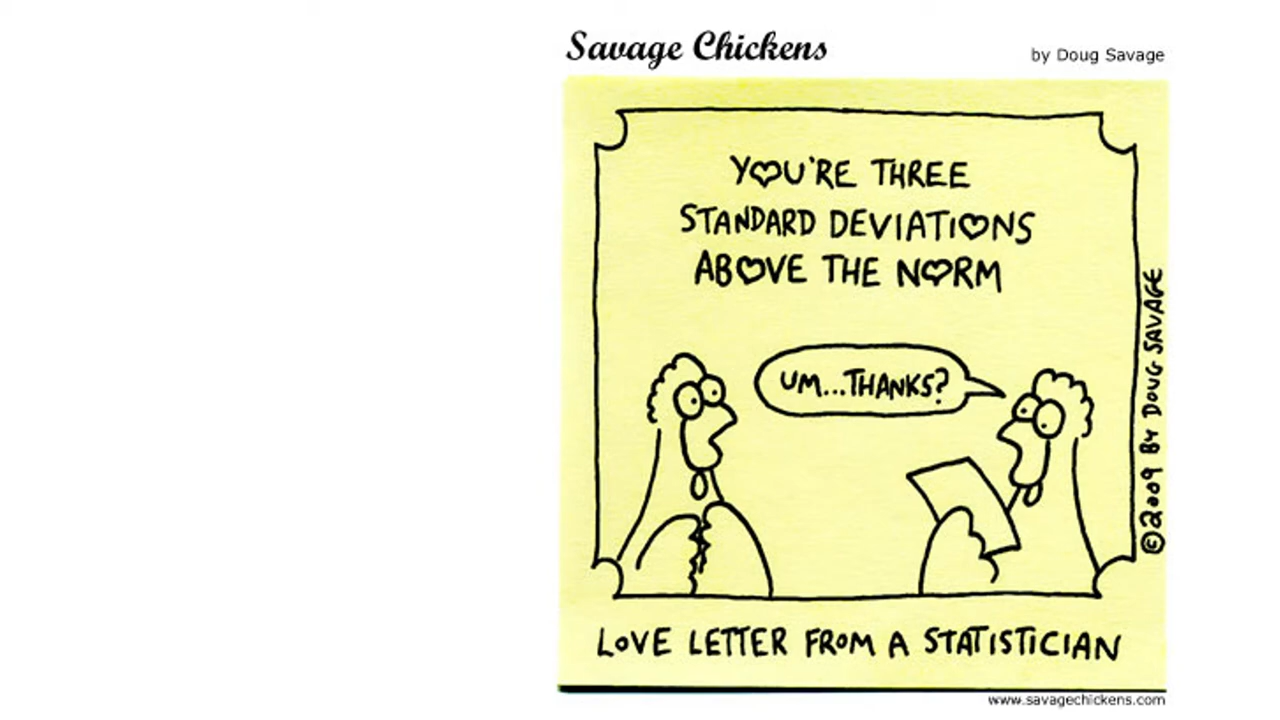 Savage Chickens
by Doug Savage
YOU'RE THREE
STANDARD DEVIATIONS
ABOVE THE NORM
UM...THANKS?
©2009 BY DOUG SAVAGE
LOVE LETTER FROM A STATISTICIAN
www.savagechickens.com